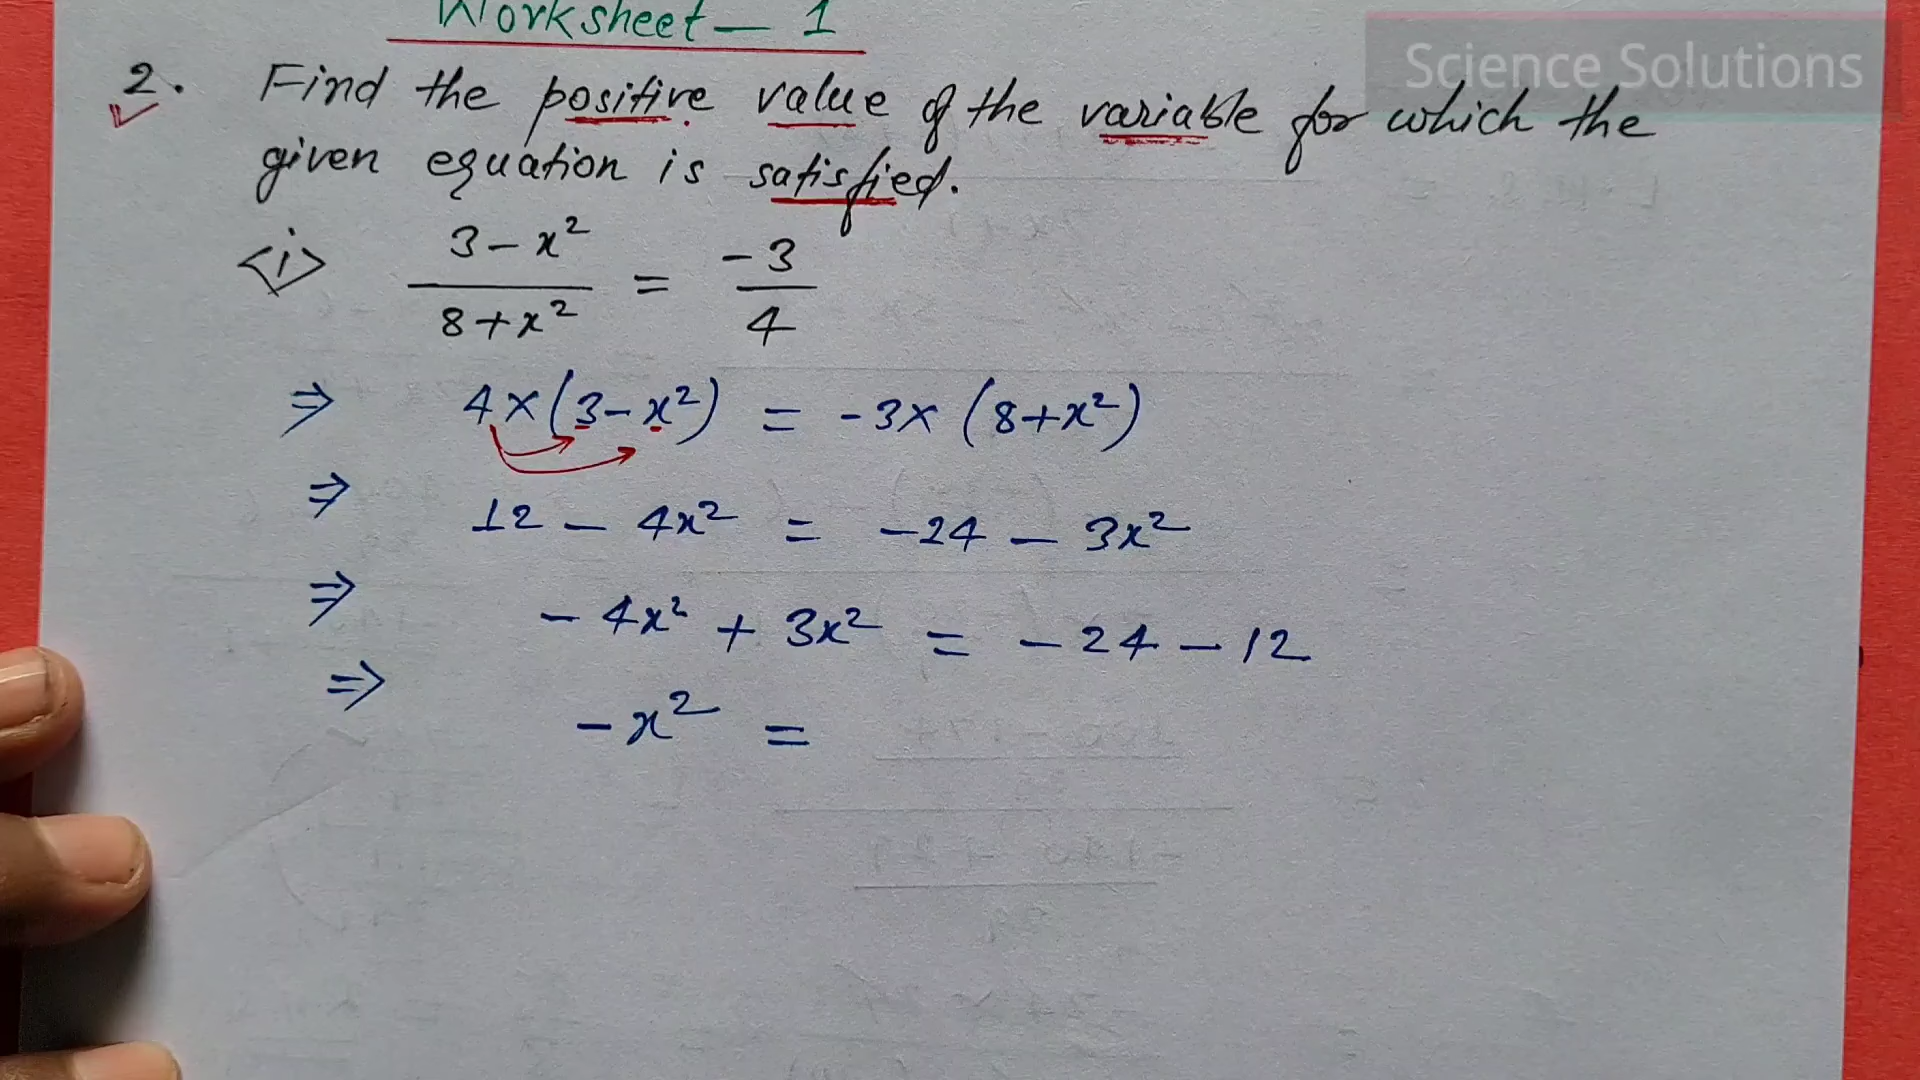 Worksheet – 1
Science Solutions
2. Find the positive value of the variable for which the
given equation is satisfied.
<i> 3 - x² / 8 + x² = -3 / 4
⇒ 4 × (3 - x²) = -3 × (8 + x²)
⇒ 12 - 4x² = -24 - 3x²
⇒ - 4x² + 3x² = - 24 - 12
⇒ - x² =